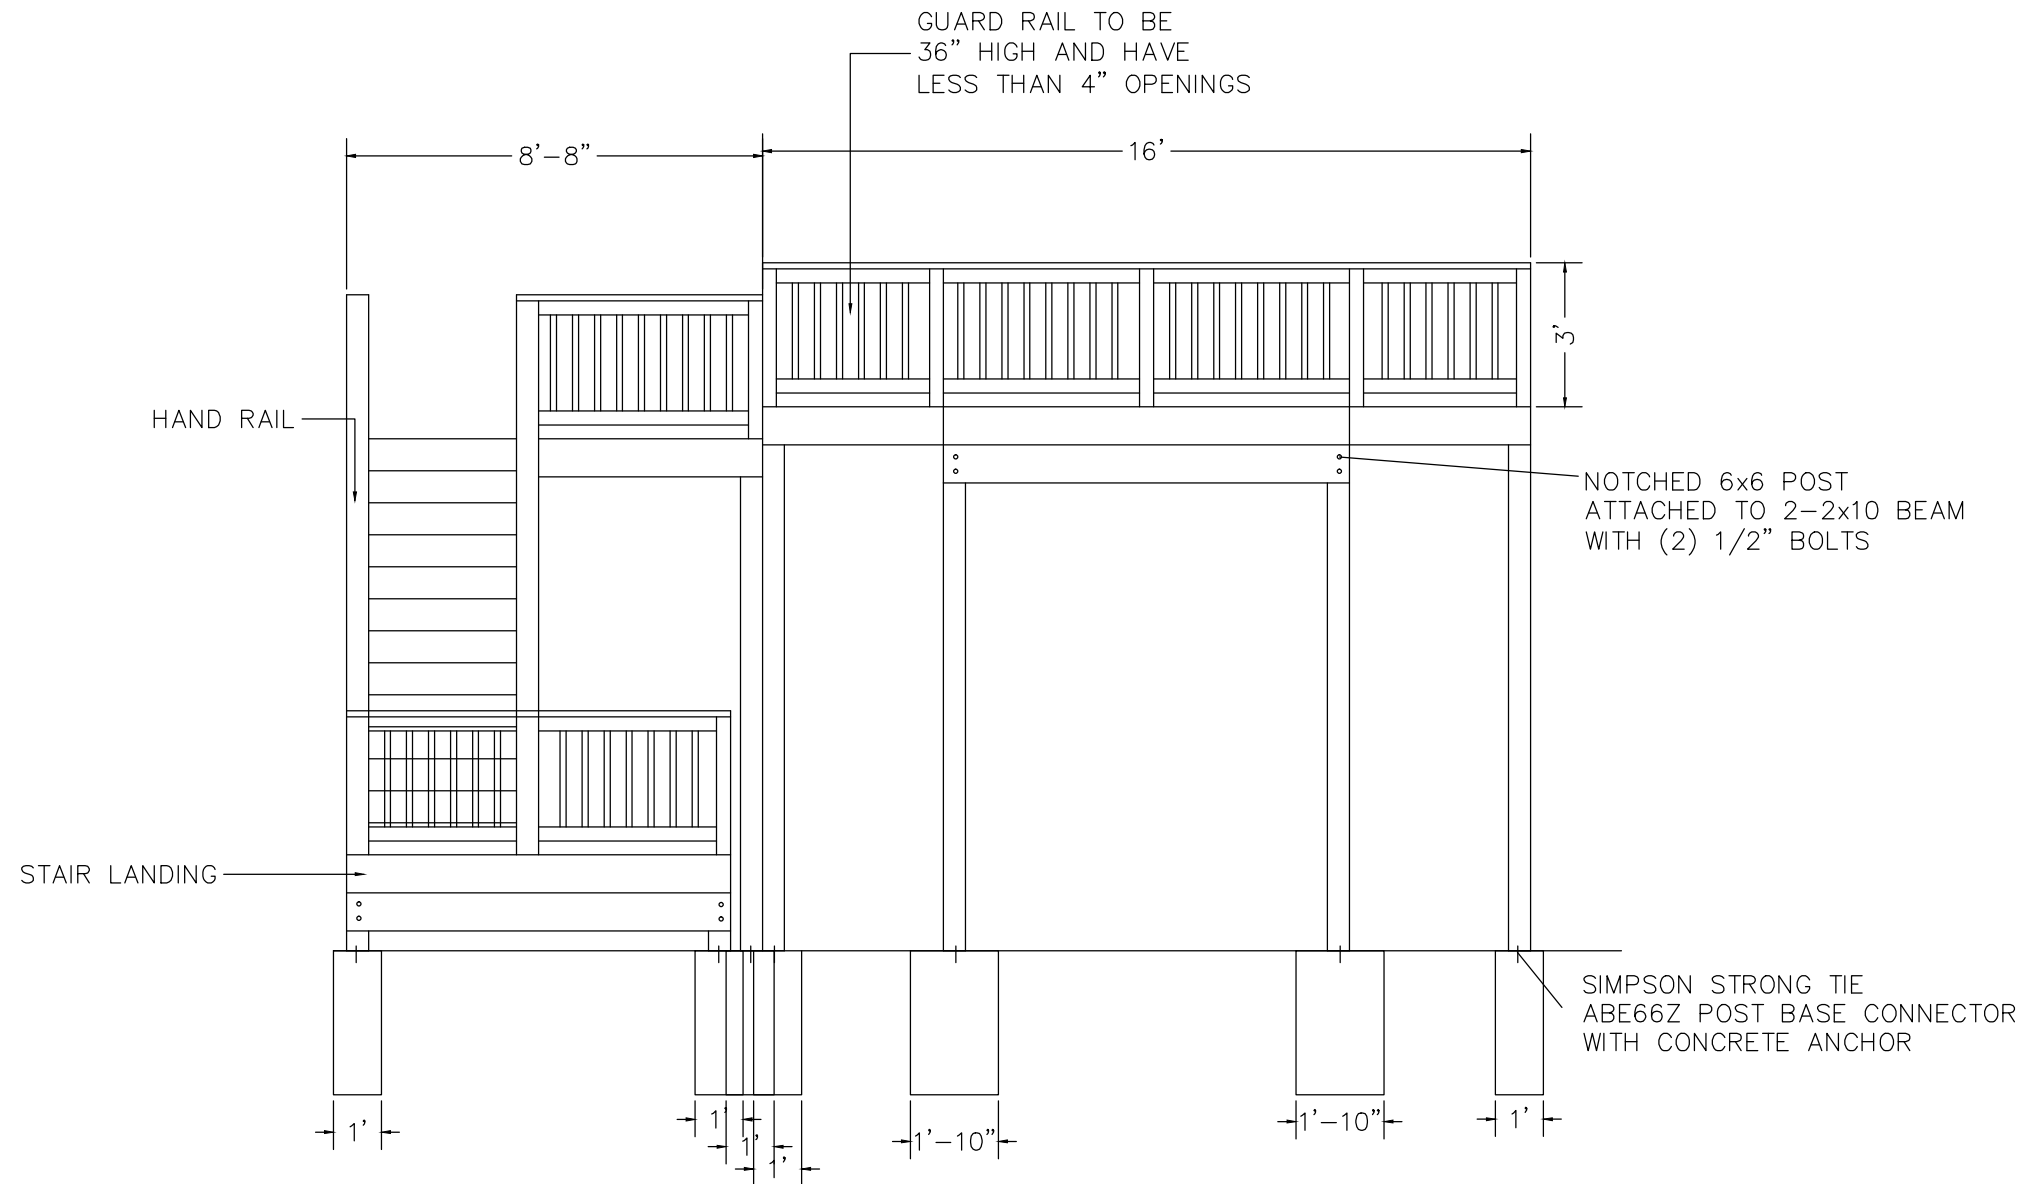 GUARD RAIL TO BE
36" HIGH AND HAVE
LESS THAN 4" OPENINGS
8'-8"
16'
3'
HAND RAIL
NOTCHED 6x6 POST
ATTACHED TO 2-2x10 BEAM
WITH (2) 1/2" BOLTS
STAIR LANDING
SIMPSON STRONG TIE
ABE66Z POST BASE CONNECTOR
WITH CONCRETE ANCHOR
1'
1'
1'
1'
1'-10"
1'-10"
1'